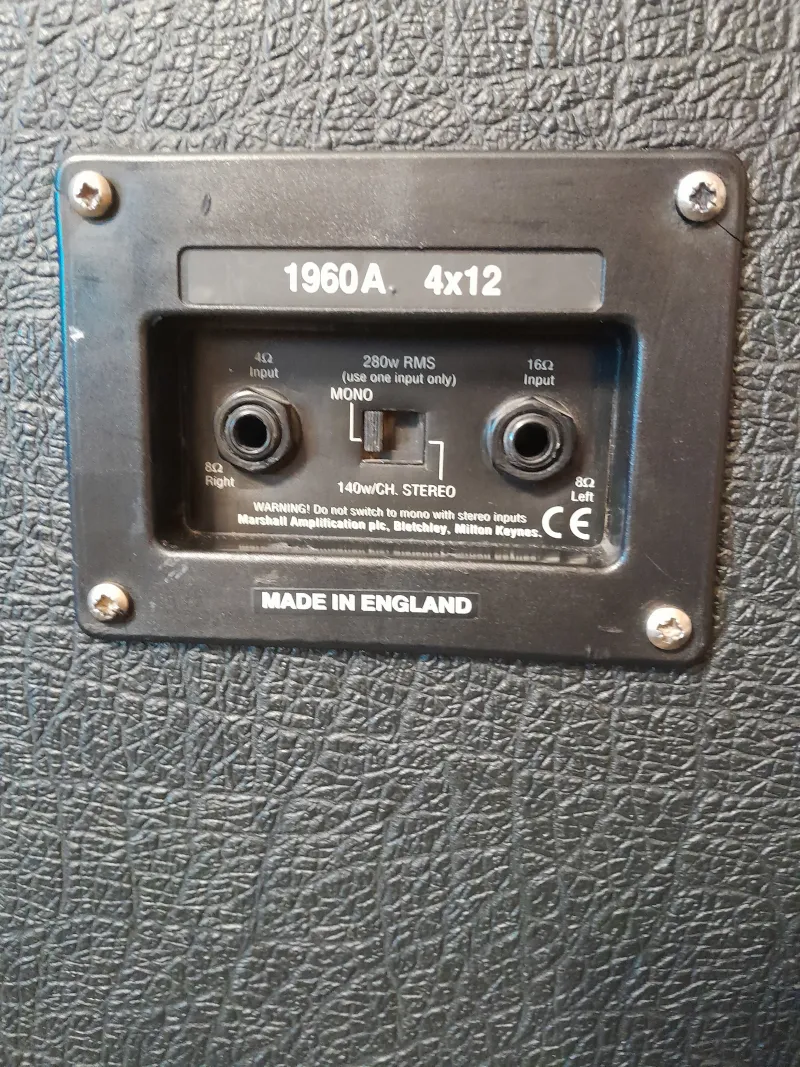 1960A 4x12
4Ω
Input
280w RMS
(use one input only)
16Ω
Input
MONO
8Ω
Right
140w/CH. STEREO
8Ω
Left
WARNING! Do not switch to mono with stereo inputs
Marshall Amplification plc, Bletchley, Milton Keynes.
CE
MADE IN ENGLAND